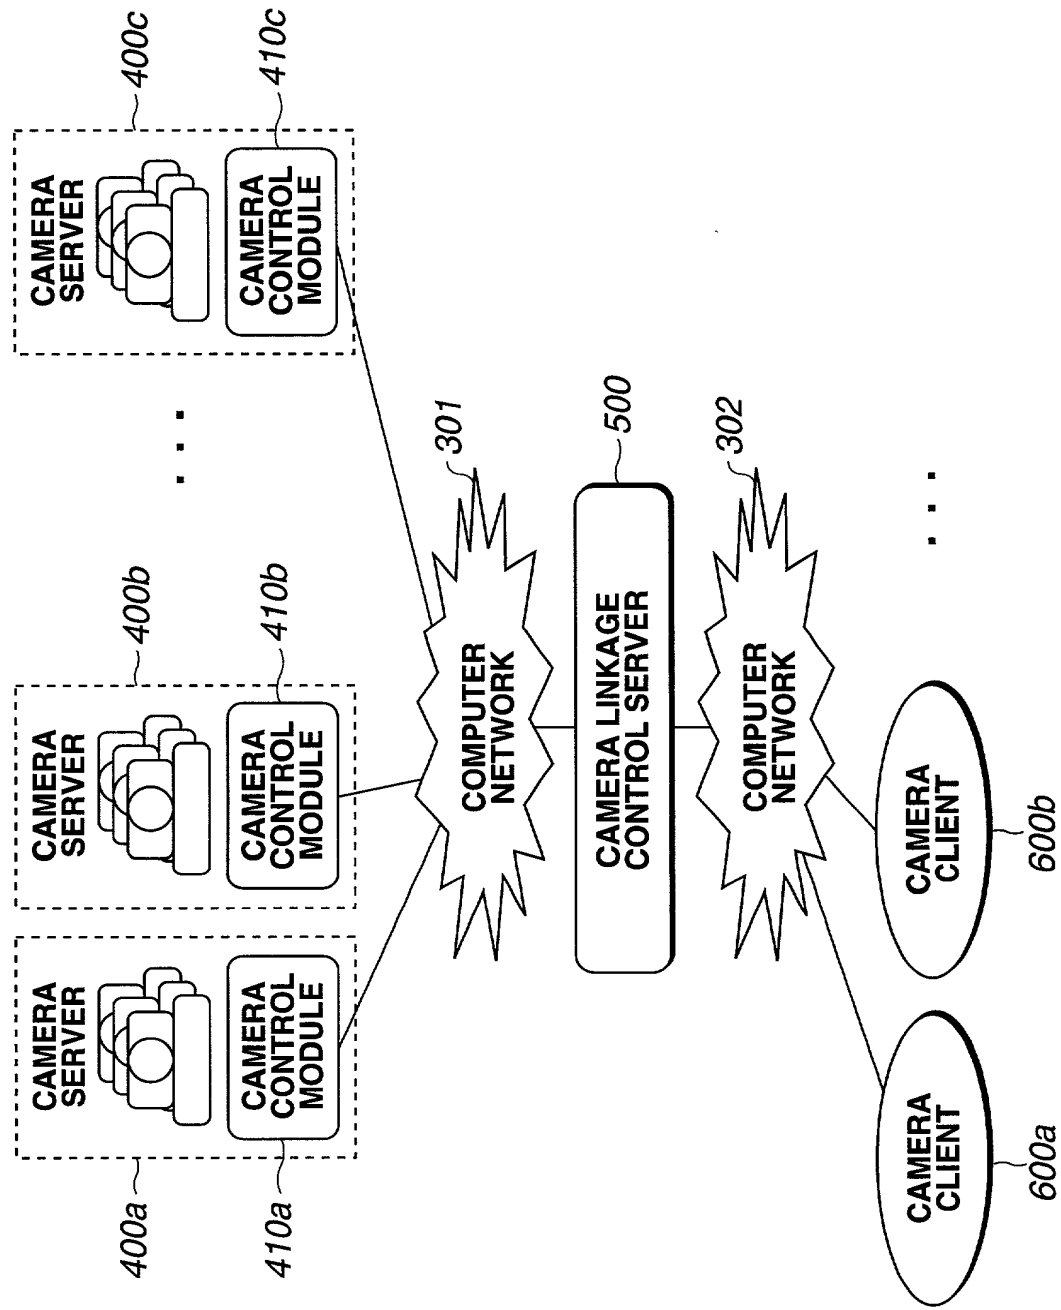 400a
CAMERA
SERVER
410a
CAMERA
CONTROL
MODULE
400b
CAMERA
SERVER
410b
CAMERA
CONTROL
MODULE
. . .
400c
CAMERA
SERVER
410c
CAMERA
CONTROL
MODULE
301
COMPUTER
NETWORK
500
CAMERA LINKAGE
CONTROL SERVER
302
COMPUTER
NETWORK
CAMERA
CLIENT
600a
CAMERA
CLIENT
600b
. . .